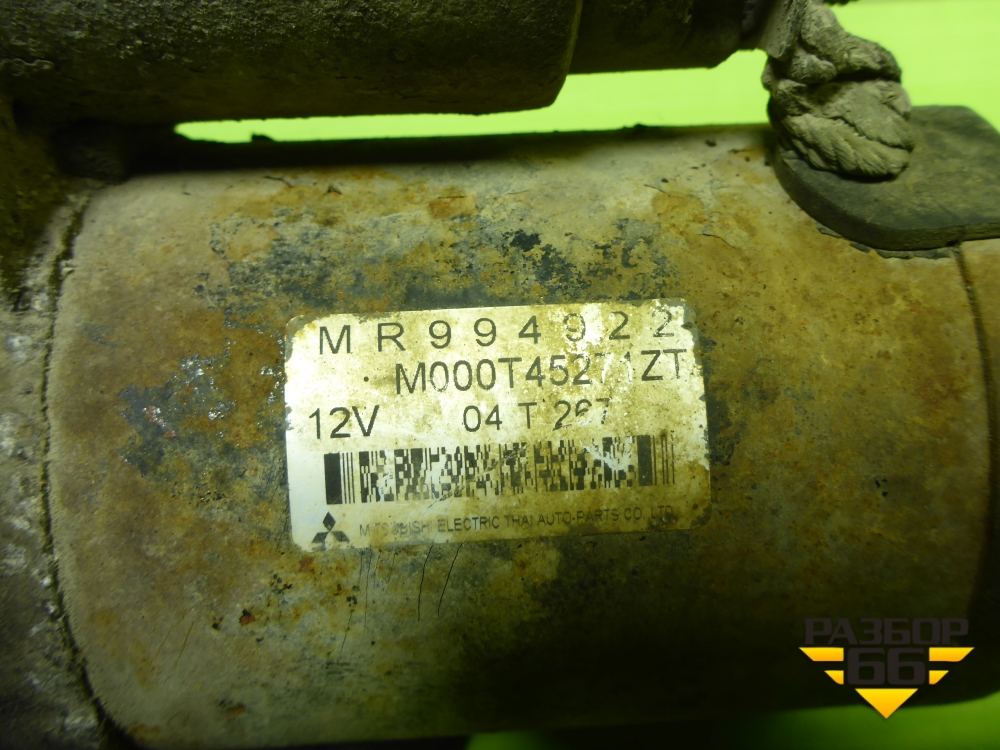 MR994922
M000T45271ZT
12V 04 T 267
MITSUBISHI ELECTRIC THAI AUTO-PARTS CO. LTD.
РАЗБОР
66